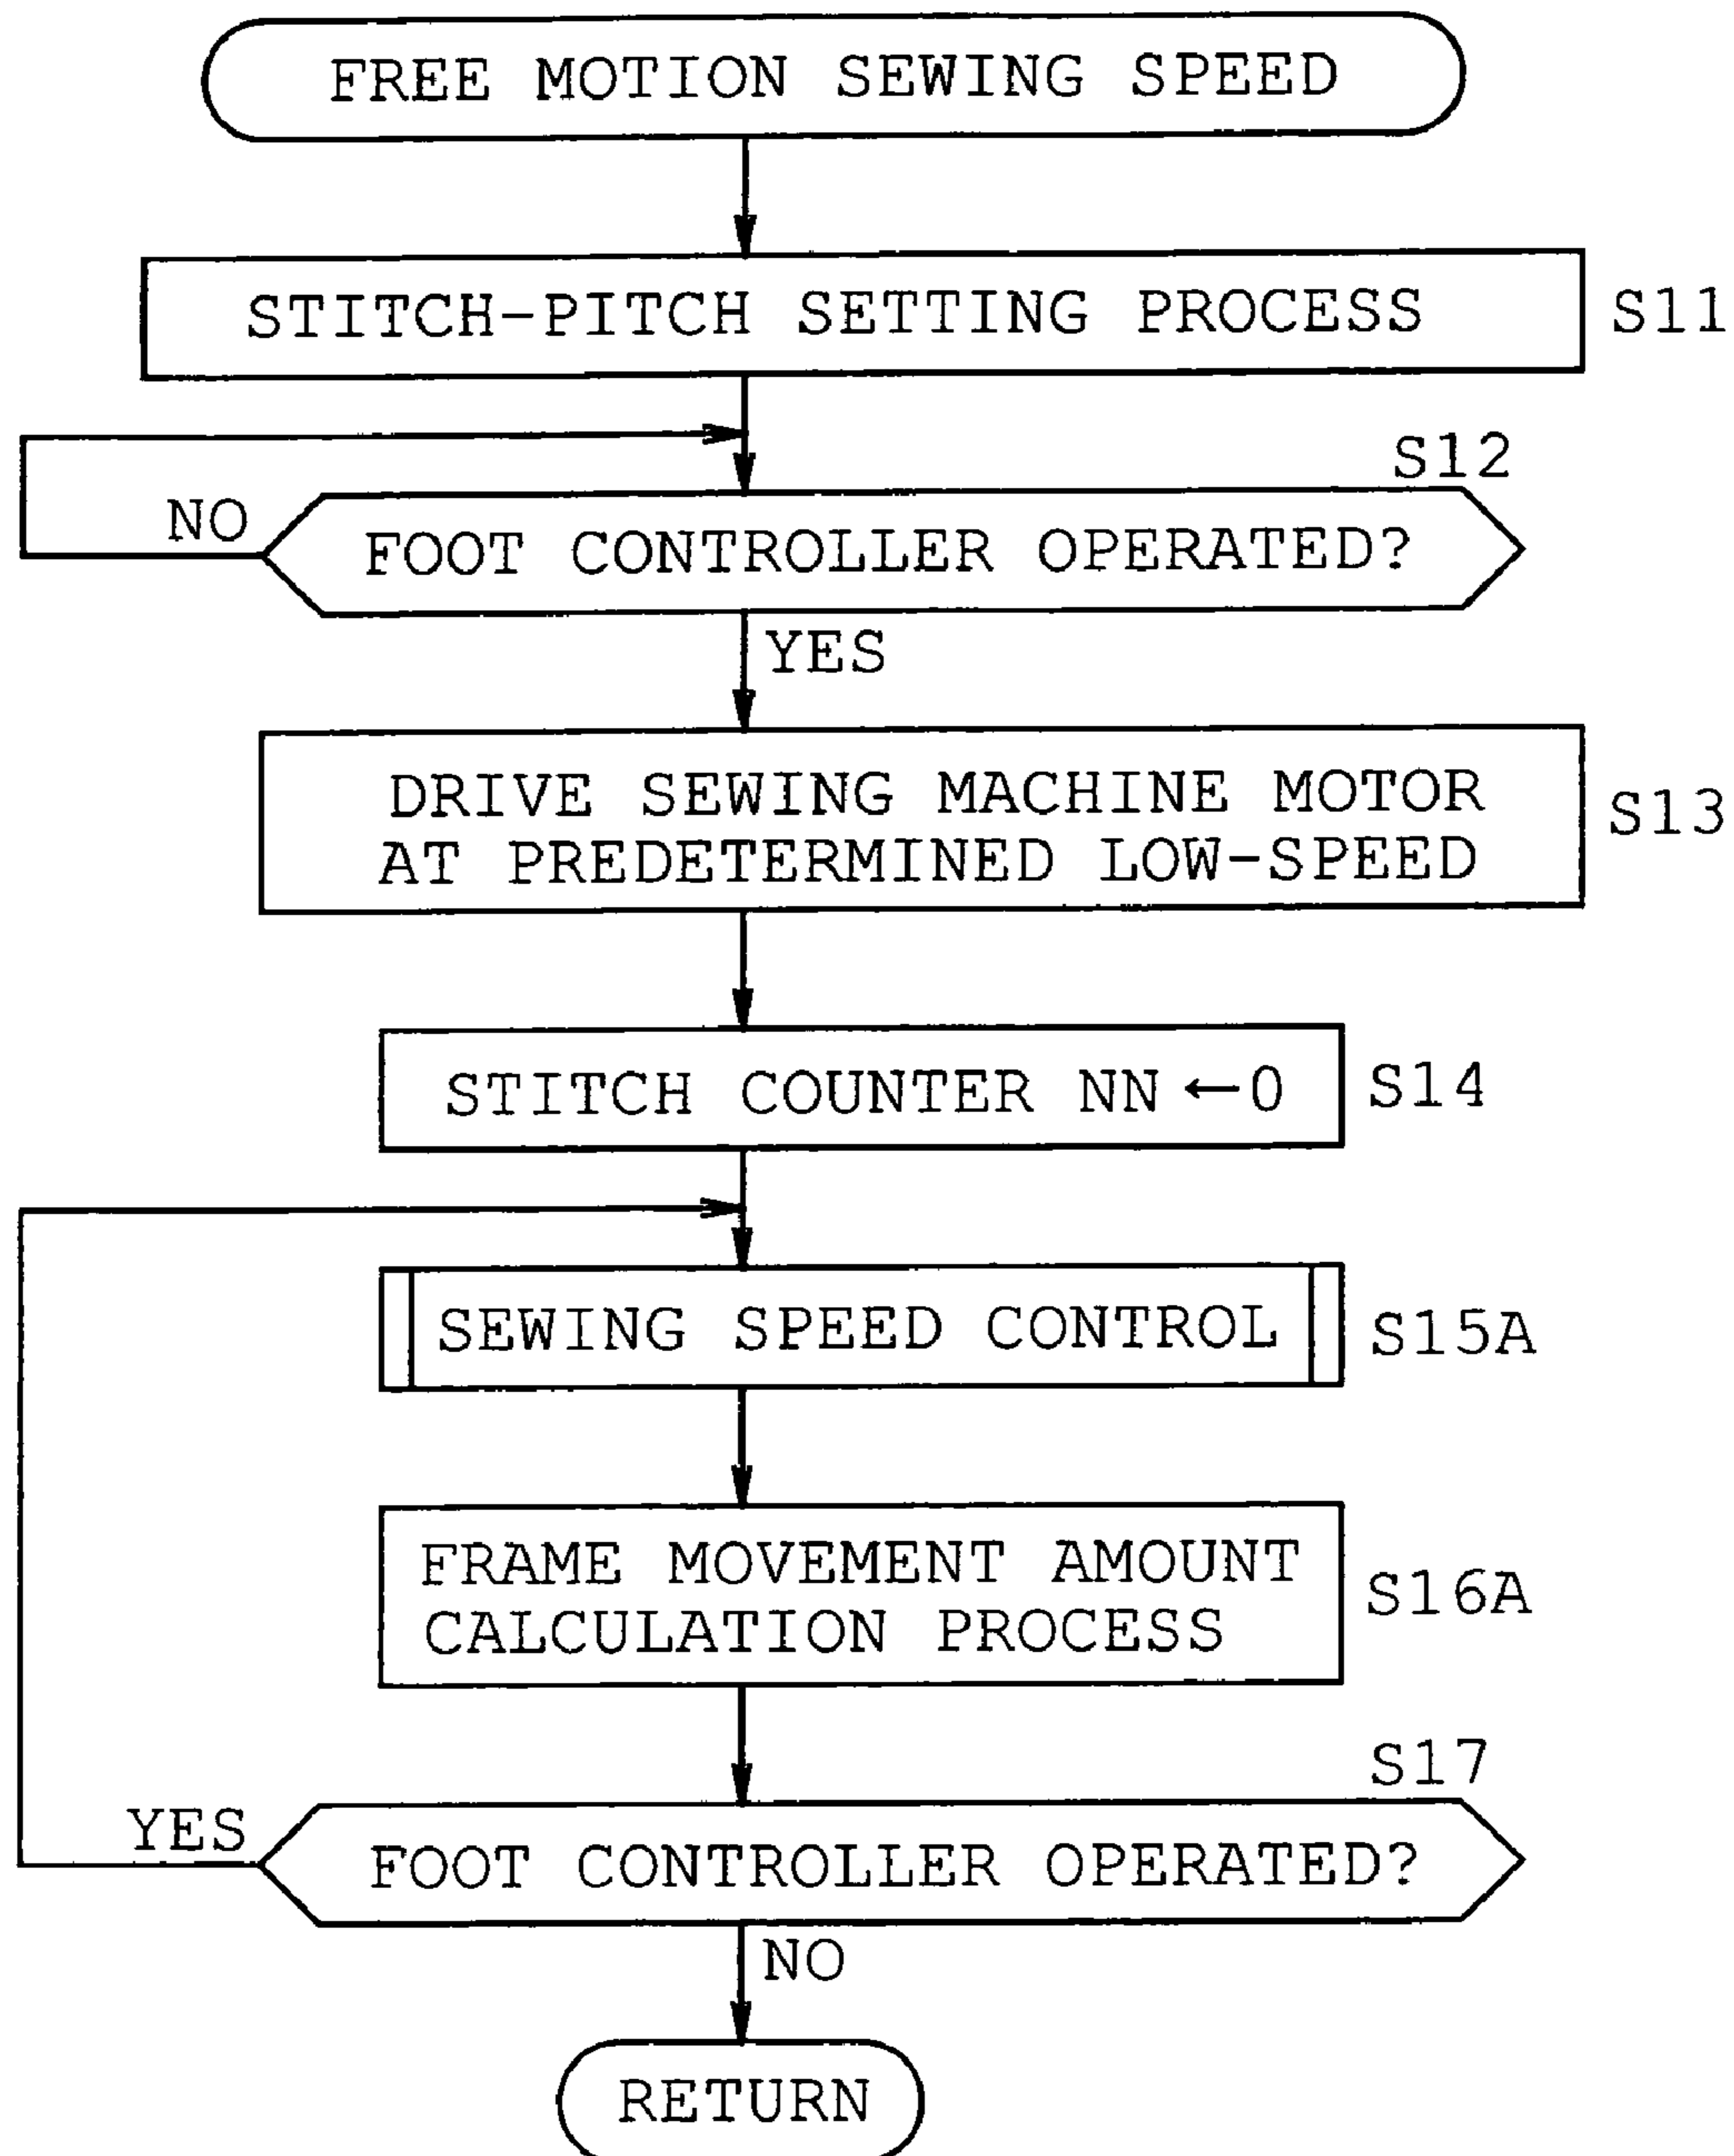 FREE MOTION SEWING SPEED
STITCH-PITCH SETTING PROCESS
S11
S12
NO
FOOT CONTROLLER OPERATED?
YES
DRIVE SEWING MACHINE MOTOR
AT PREDETERMINED LOW-SPEED
S13
STITCH COUNTER NN ←0
S14
SEWING SPEED CONTROL
S15A
FRAME MOVEMENT AMOUNT
CALCULATION PROCESS
S16A
S17
YES
FOOT CONTROLLER OPERATED?
NO
RETURN